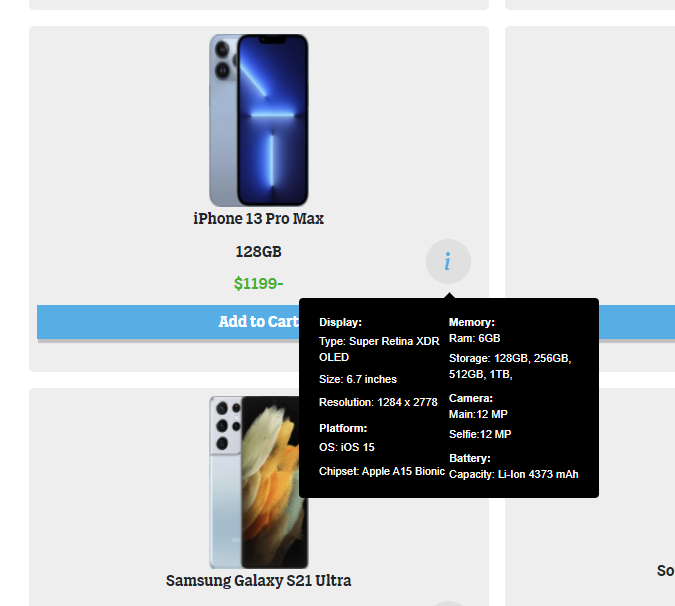 iPhone 13 Pro Max
128GB
i
$1199-
Add to Cart
Display:
Type: Super Retina XDR
OLED
Size: 6.7 inches
Resolution: 1284 x 2778
Platform:
OS: iOS 15
Chipset: Apple A15 Bionic
Memory:
Ram: 6GB
Storage: 128GB, 256GB,
512GB, 1TB,
Camera:
Main:12 MP
Selfie:12 MP
Battery:
Capacity: Li-Ion 4373 mAh
Samsung Galaxy S21 Ultra
So